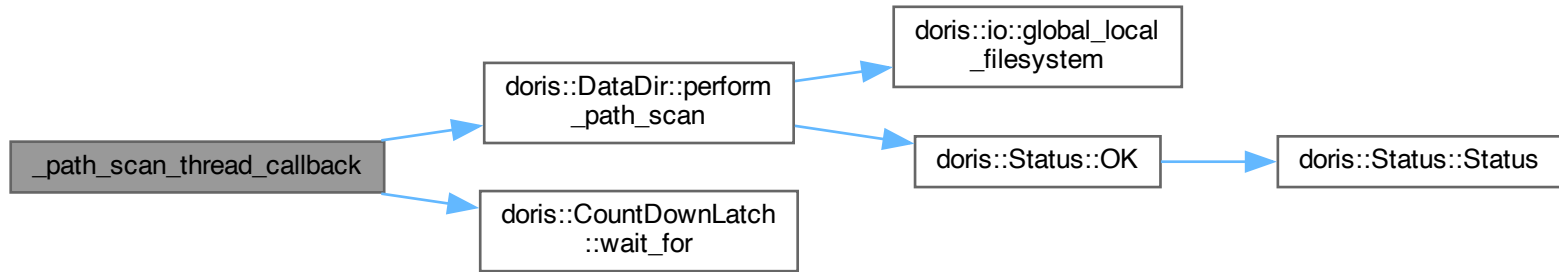 _path_scan_thread_callback
doris::DataDir::perform
_path_scan
doris::io::global_local
_filesystem
doris::Status::OK
doris::Status::Status
doris::CountDownLatch
::wait_for